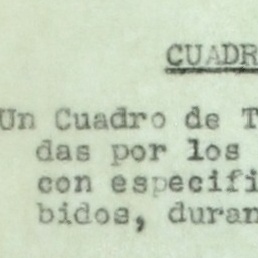 CUADR
Un Cuadro de T
das por los
con especifi
bidos, duran